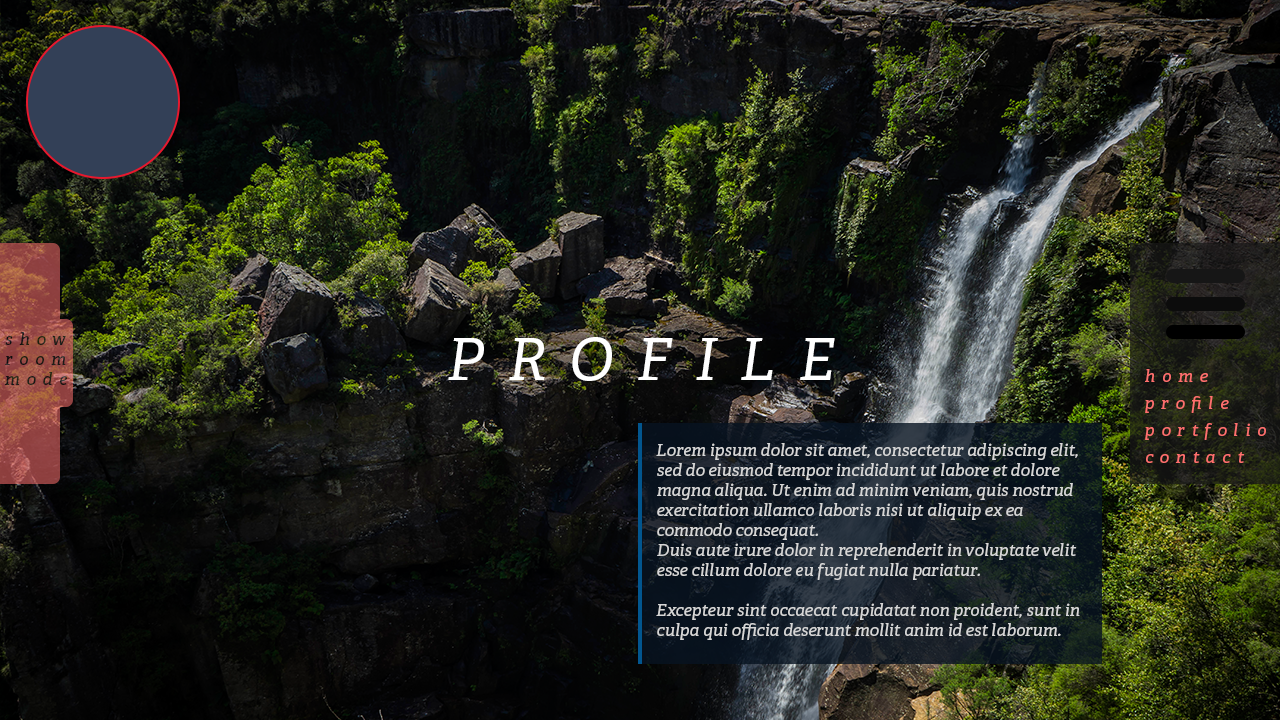 show
room
mode
PROFILE
home
profile
portfolio
contact
Lorem ipsum dolor sit amet, consectetur adipiscing elit,
sed do eiusmod tempor incididunt ut labore et dolore
magna aliqua. Ut enim ad minim veniam, quis nostrud
exercitation ullamco laboris nisi ut aliquip ex ea
commodo consequat.
Duis aute irure dolor in reprehenderit in voluptate velit
esse cillum dolore eu fugiat nulla pariatur.
Excepteur sint occaecat cupidatat non proident, sunt in
culpa qui officia deserunt mollit anim id est laborum.